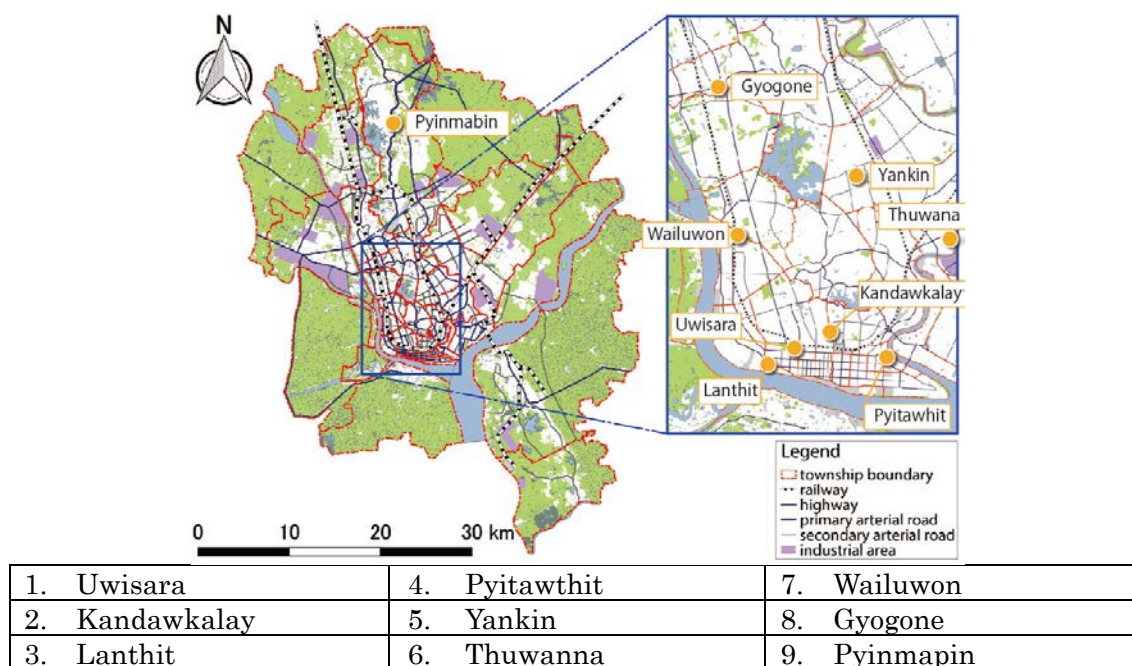 N
Pyinmabin
Gyogone
Yankin
Thuwana
Wailuwon
Kandawkalay
Uwisara
Lanthit
Pyitawhit
Legend
township boundary
railway
highway
primary arterial road
secondary arterial road
industrial area
0 10 20 30 km
1. Uwisara 4. Pyitawthit 7. Wailuwon
2. Kandawkalay 5. Yankin 8. Gyogone
3. Lanthit 6. Thuwanna 9. Pyinmapin